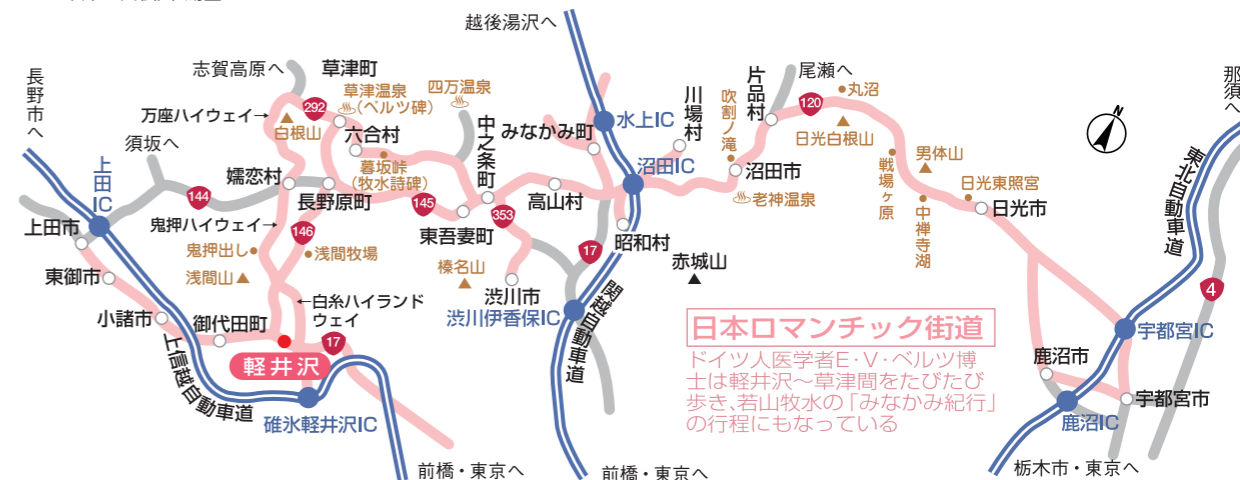 越後湯沢へ
志賀高原へ
草津町
四万温泉
尾瀬へ
那須へ
長野市へ
万座ハイウェイ→
292
草津温泉
(ベルツ碑)
白根山
六合村
中之条町
みなかみ町
水上IC
川場村
吹割ノ滝
片品村
120
丸沼
日光白根山
N
須坂へ
暮坂峠
(牧水詩碑)
沼田IC
沼田市
戦場ヶ原
男体山
上田IC
144
嬬恋村
長野原町
145
高山村
老神温泉
日光東照宮
日光市
東北自動車道
鬼押ハイウェイ→
146
353
東吾妻町
中禅寺湖
上田市
鬼押出し
浅間牧場
17
昭和村
東御市
浅間山
榛名山
渋川市
赤城山
4
←白糸ハイランド
ウェイ
渋川伊香保IC
関越自動車道
小諸市
御代田町
17
軽井沢
上信越自動車道
碓氷軽井沢IC
日本ロマンチック街道
ドイツ人医学者E・V・ベルツ博
士は軽井沢～草津間をたびたび
歩き、若山牧水の「みなかみ紀行」
の行程にもなっている
宇都宮IC
鹿沼市
宇都宮市
鹿沼IC
前橋・東京へ
前橋・東京へ
栃木市・東京へ